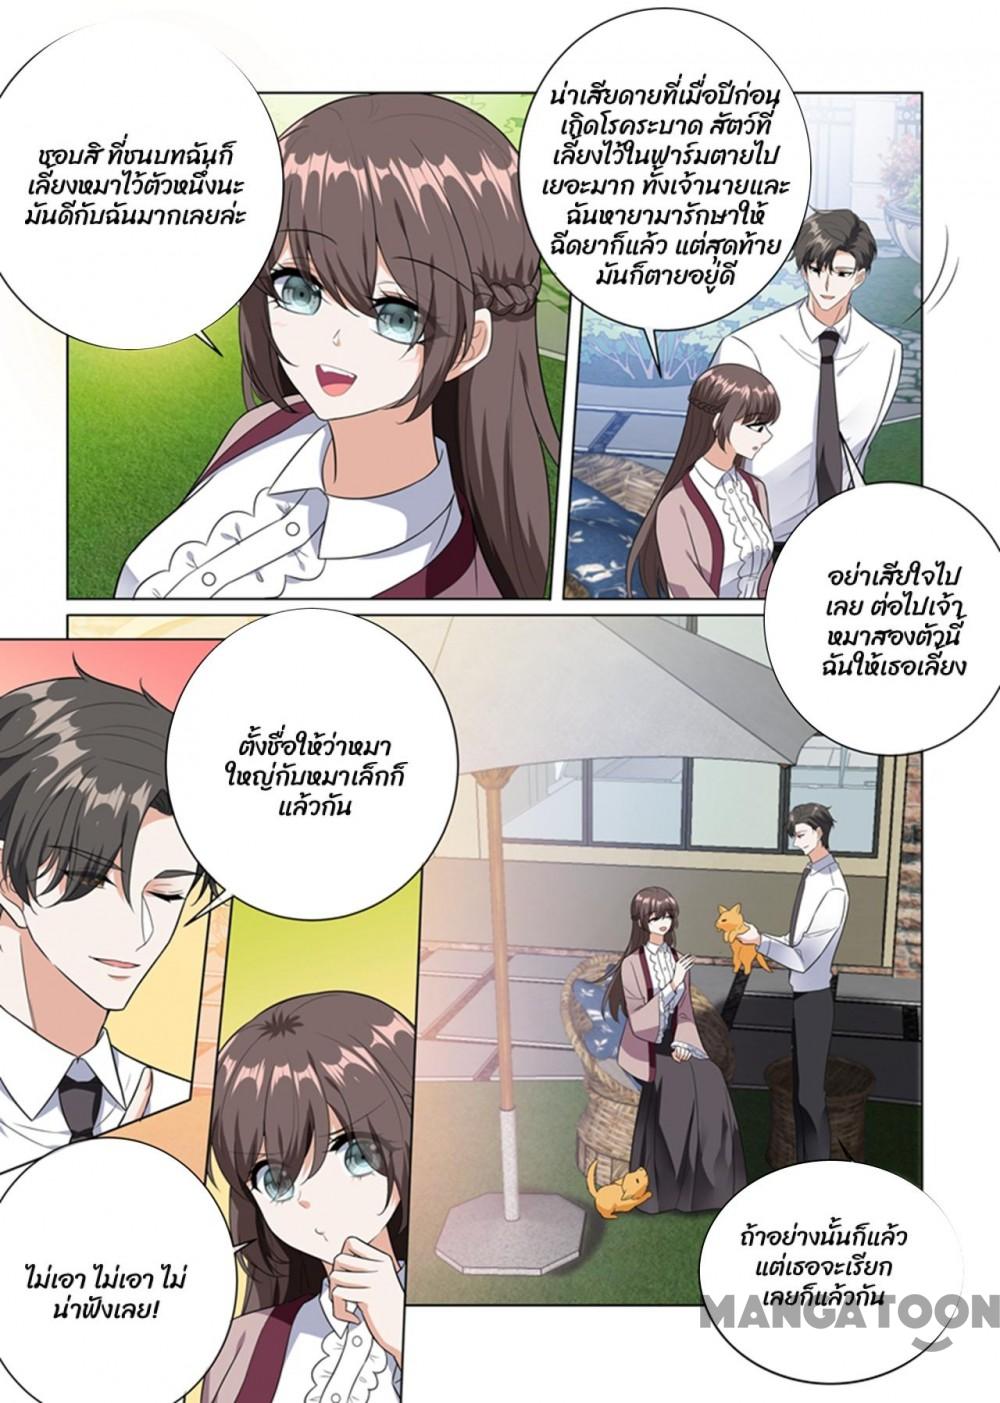 ชอบสิ ที่ชนบทฉันก็
เลี้ยงหมาไว้ตัวหนึ่งนะ
มันดีกับฉันมากเลยล่ะ
น่าเสียดายที่เมื่อปีก่อน
เกิดโรคระบาด สัตว์ที่
เลี้ยงไว้ในฟาร์มตายไป
เยอะมาก ทั้งเจ้านายและ
ฉันหายามารักษาให้
ฉีดยาก็แล้ว แต่สุดท้าย
มันก็ตายอยู่ดี
อย่าเสียใจไป
เลย ต่อไปเจ้า
หมาสองตัวนี้
ฉันให้เธอเลี้ยง
ตั้งชื่อให้ว่าหมา
ใหญ่กับหมาเล็กก็
แล้วกัน
ไม่เอา ไม่เอา ไม่
น่าฟังเลย!
ถ้าอย่างนั้นก็แล้ว
แต่เธอจะเรียก
เลยก็แล้วกัน
MANGATOON